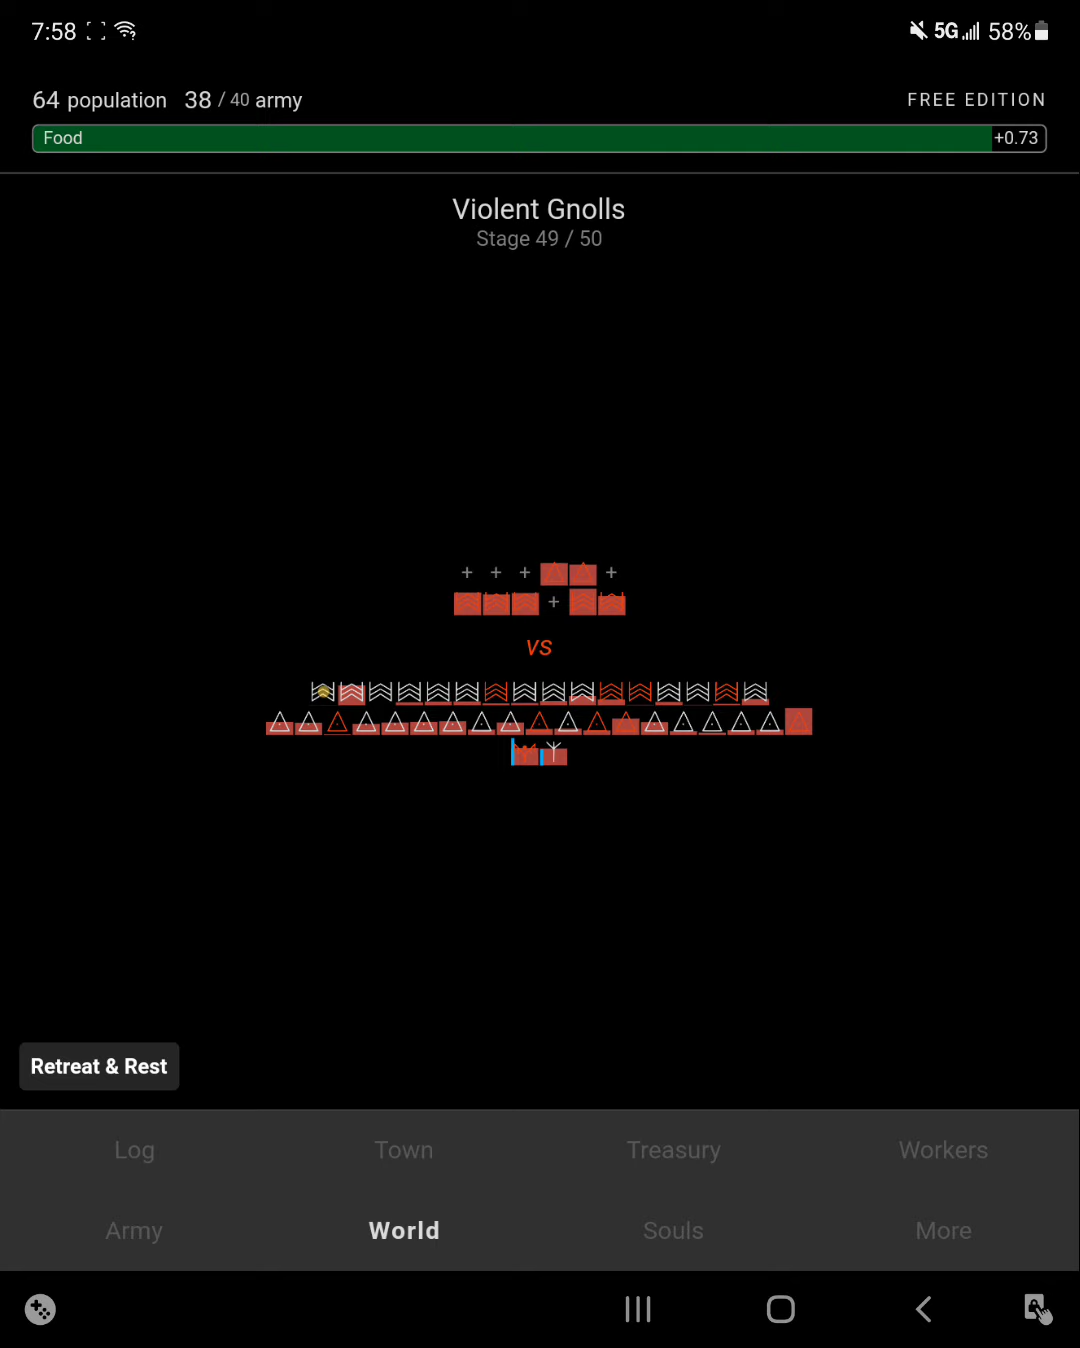 7:58 5G 58%
64 population 38 / 40 army FREE EDITION
Food +0.73
Violent Gnolls
Stage 49 / 50
+ + + +
+
VS
Retreat & Rest
Log Town Treasury Workers
Army World Souls More